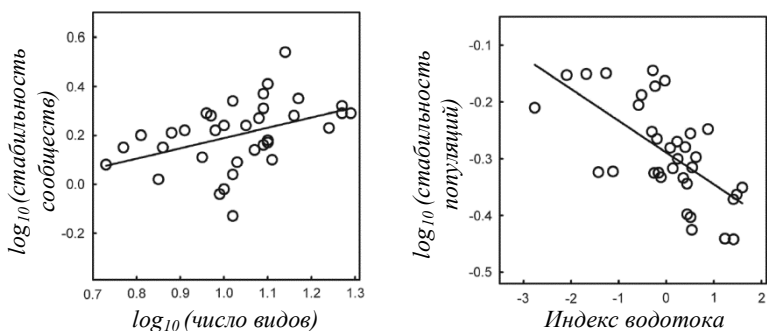 log10 (стабильность
сообществ)
0.6
0.4
0.2
0.0
-0.2
0.7 0.8 0.9 1.0 1.1 1.2 1.3
log10 (число видов)
log10 (стабильность
популяций)
-0.1
-0.2
-0.3
-0.4
-0.5
-3 -2 -1 0 1 2
Индекс водотока